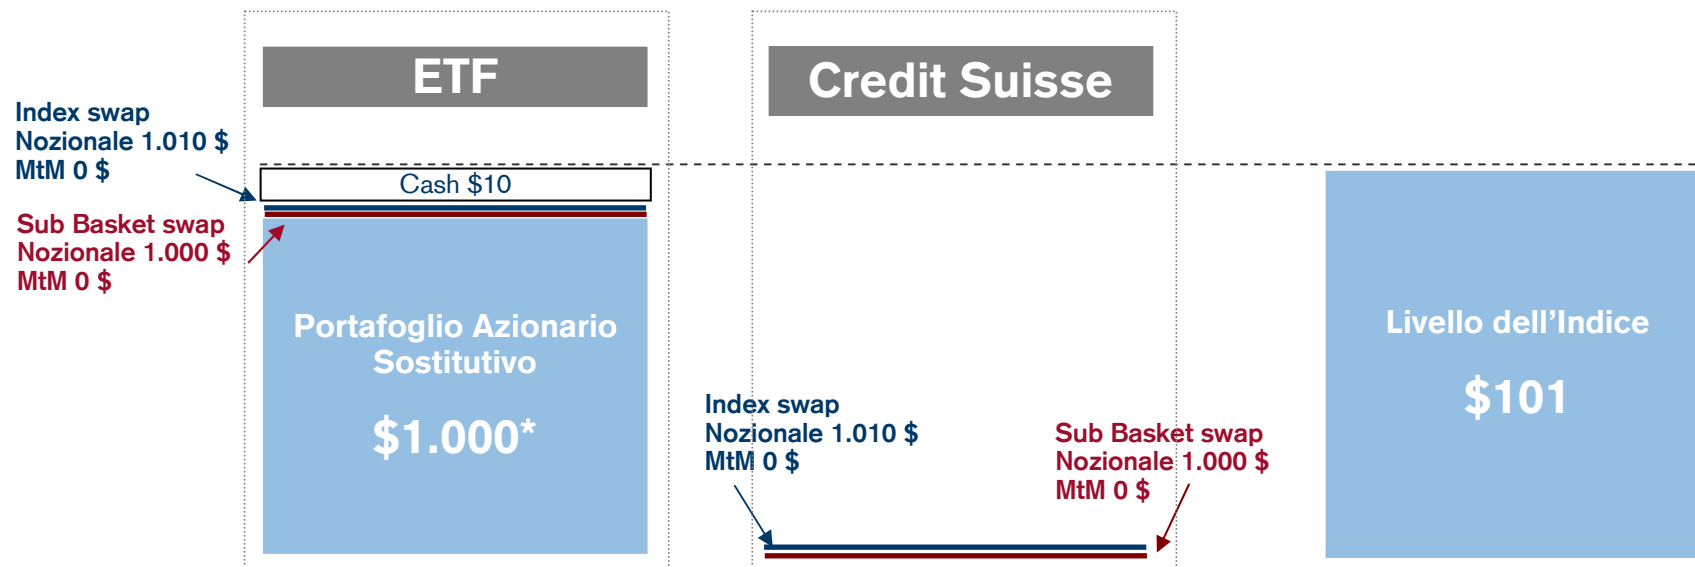 ETF
Credit Suisse
Index swap
Nozionale 1.010 $
MtM 0 $
Cash $10
Sub Basket swap
Nozionale 1.000 $
MtM 0 $
Portafoglio Azionario
Sostitutivo
$1.000*
Index swap
Nozionale 1.010 $
MtM 0 $
Sub Basket swap
Nozionale 1.000 $
MtM 0 $
Livello dell'Indice
$101